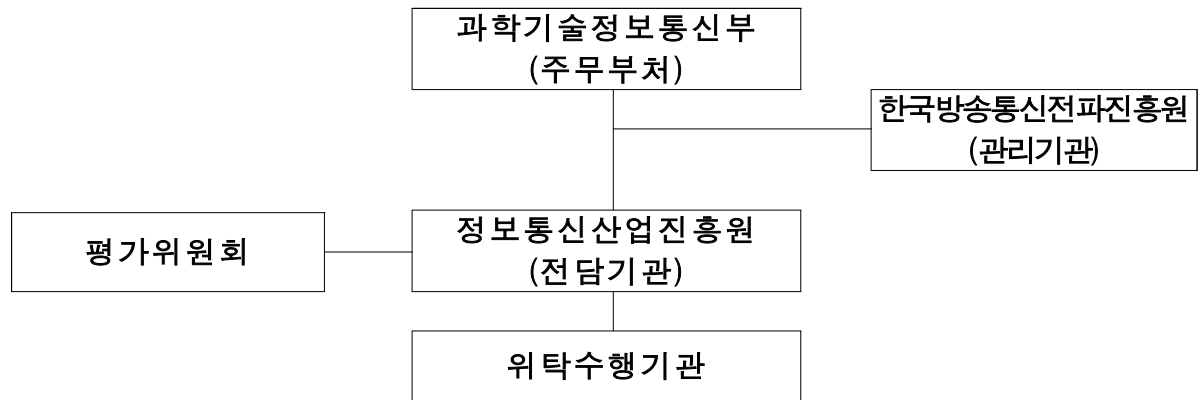 과학기술정보통신부
(주무부처)
한국방송통신전파진흥원
(관리기관)
평가위원회
정보통신산업진흥원
(전담기관)
위탁수행기관